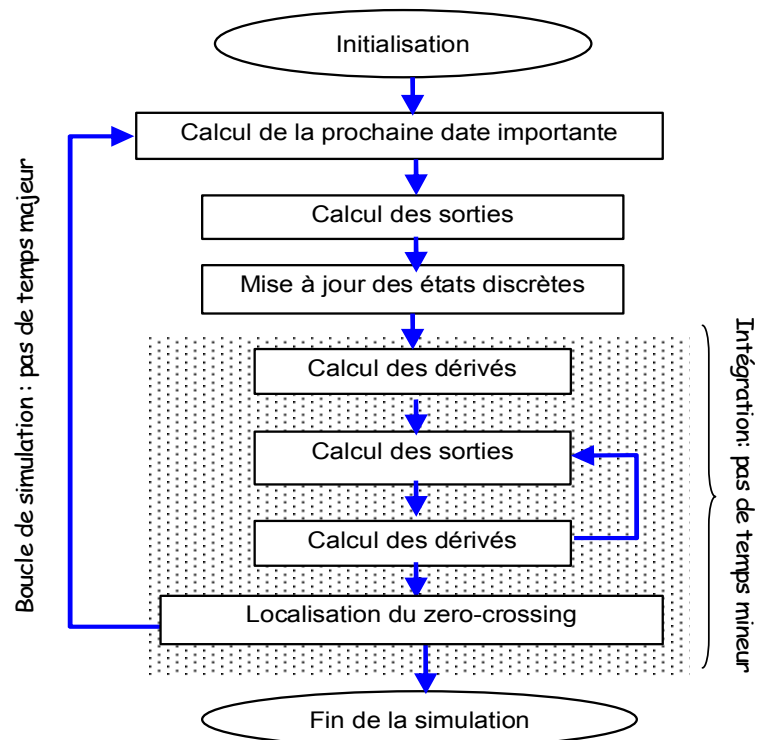 Initialisation
Calcul de la prochaine date importante
Calcul des sorties
Mise à jour des états discrètes
Calcul des dérivés
Calcul des sorties
Calcul des dérivés
Localisation du zero-crossing
Fin de la simulation
Boucle de simulation : pas de temps majeur
Intégration: pas de temps mineur